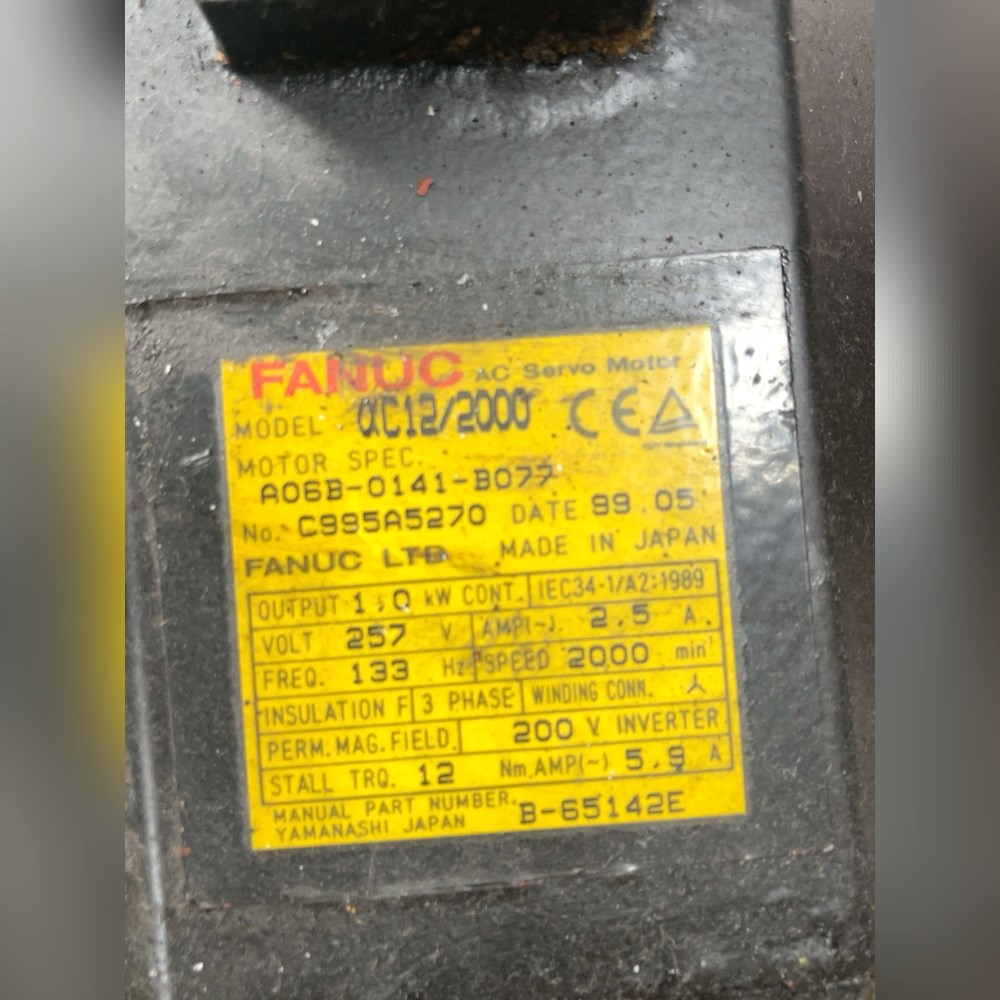 FANUC AC Servo Motor
MODEL αC12/2000 CE
MOTOR SPEC.
A06B-0141-B077
No. C995A5270 DATE 99.05
FANUC LTD MADE IN JAPAN
OUTPUT 1.0 kW CONT. IEC34-1/A2:1989
VOLT 257 V AMP(~) 2.5 A.
FREQ. 133 Hz SPEED 2000 min⁻¹
INSULATION F 3 PHASE WINDING CONN.
PERM.MAG.FIELD. 200 V INVERTER
STALL TRQ. 12 Nm.AMP(~) 5.9 A
MANUAL PART NUMBER. B-65142E
YAMANASHI JAPAN